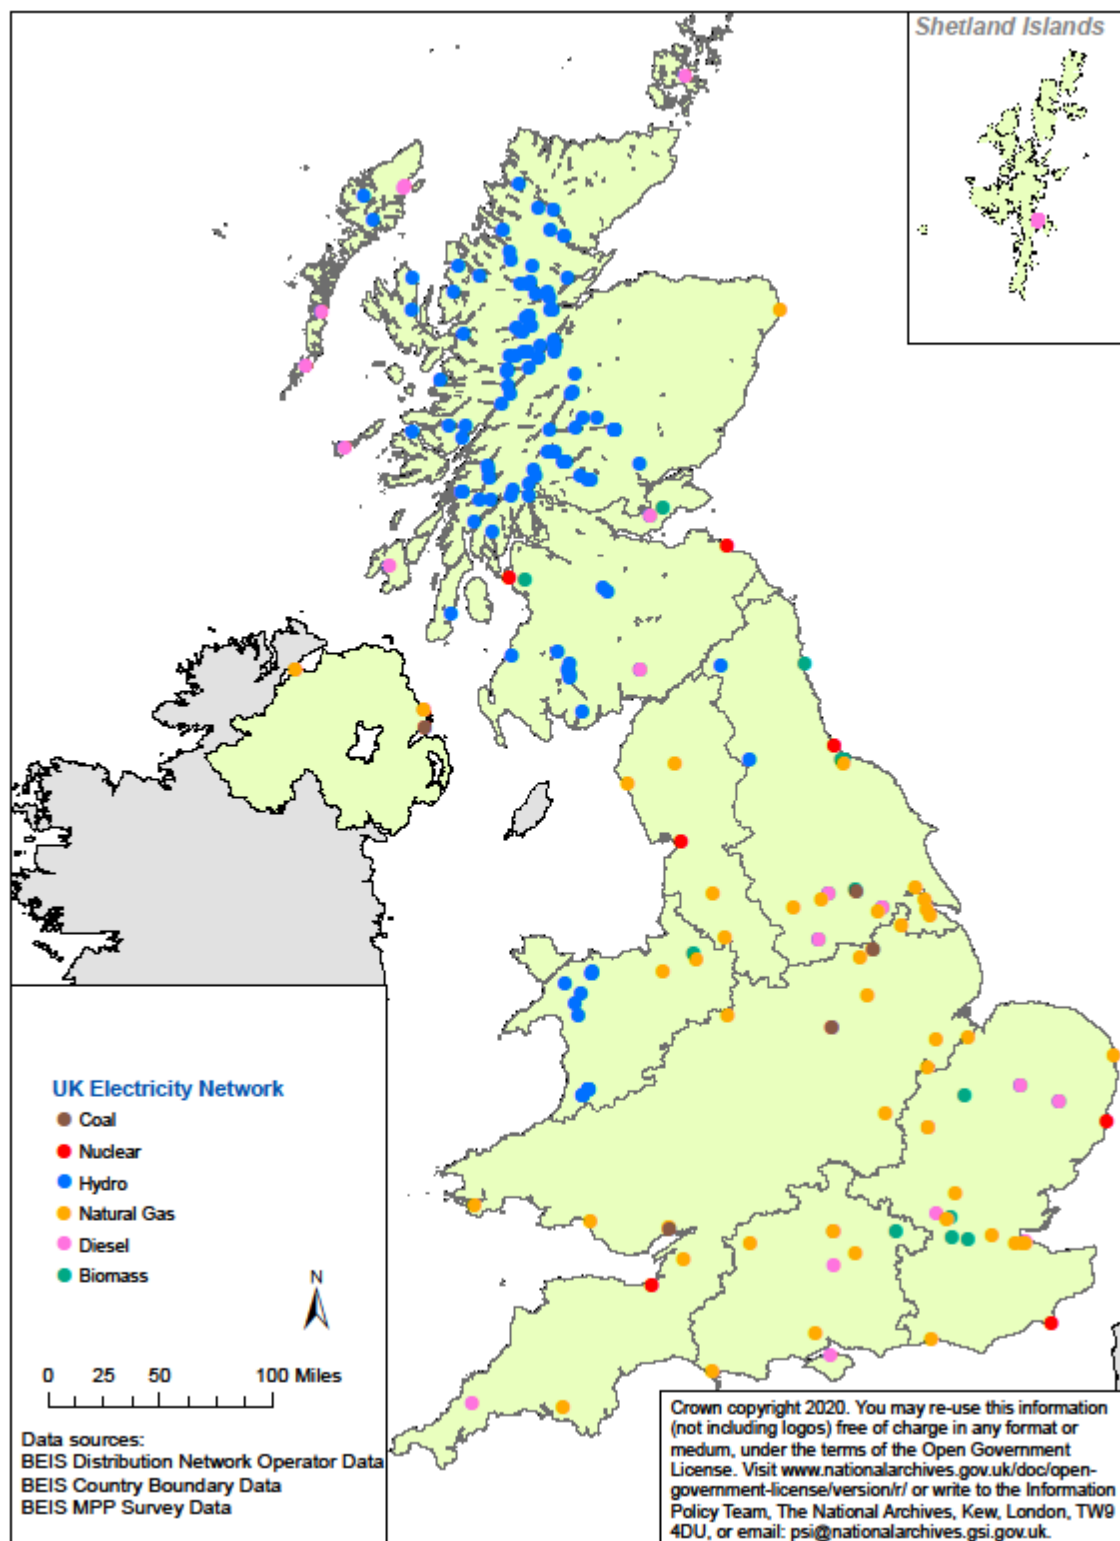 Shetland Islands
UK Electricity Network
Coal
Nuclear
Hydro
Natural Gas
Diesel
Biomass
N
0 25 50 100 Miles
Data sources:
BEIS Distribution Network Operator Data
BEIS Country Boundary Data
BEIS MPP Survey Data
Crown copyright 2020. You may re-use this information
(not including logos) free of charge in any format or
medum, under the terms of the Open Government
License. Visit www.nationalarchives.gov.uk/doc/open-
government-license/version/r/ or write to the Information
Policy Team, The National Archives, Kew, London, TW9
4DU, or email: psi@nationalarchives.gsi.gov.uk.